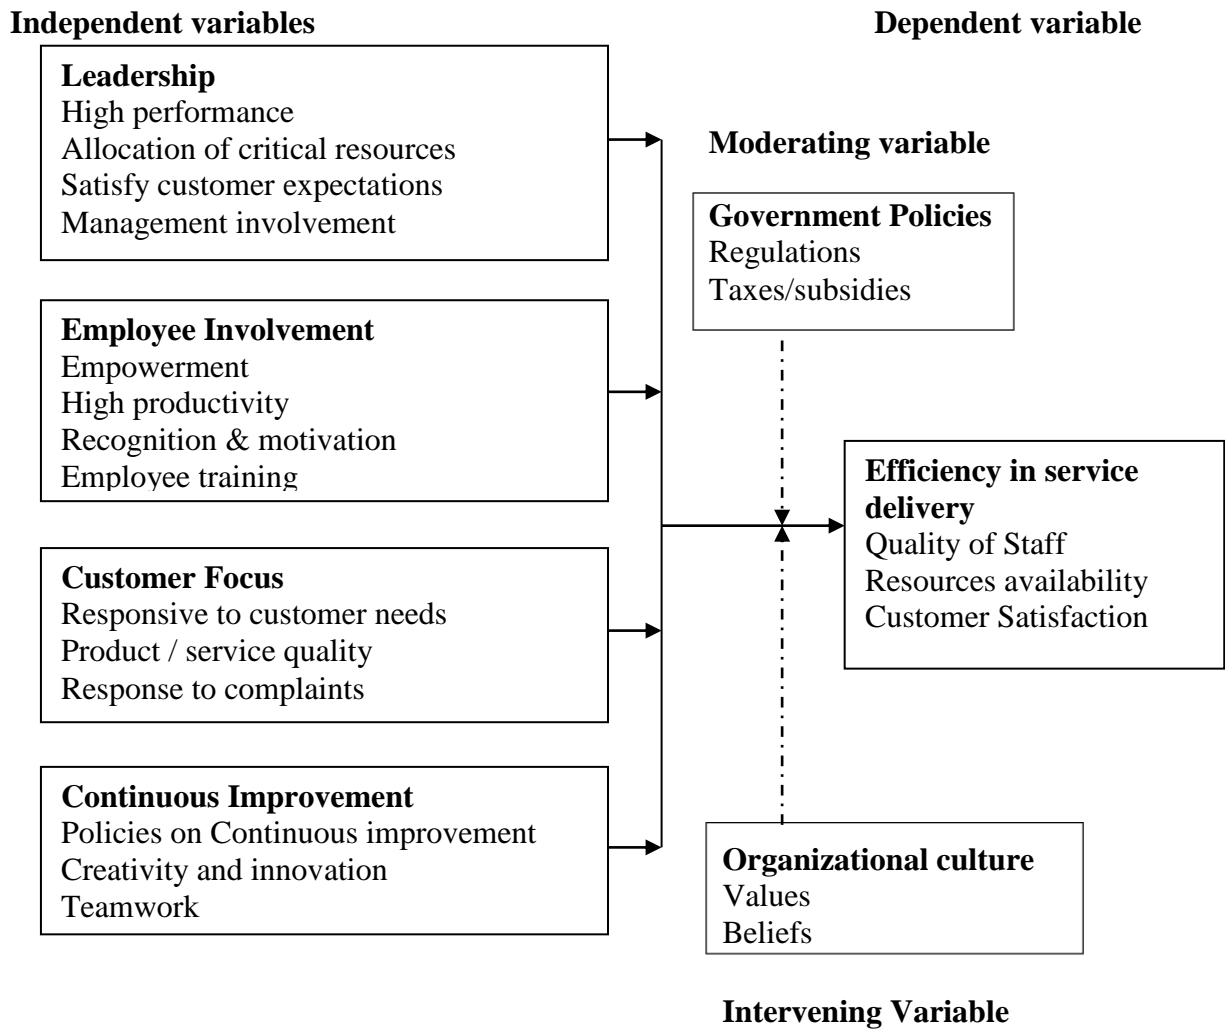 Independent variables
Dependent variable
Leadership
High performance
Allocation of critical resources
Satisfy customer expectations
Management involvement
Moderating variable
Government Policies
Regulations
Taxes/subsidies
Employee Involvement
Empowerment
High productivity
Recognition & motivation
Employee training
Efficiency in service
delivery
Quality of Staff
Resources availability
Customer Satisfaction
Customer Focus
Responsive to customer needs
Product / service quality
Response to complaints
Continuous Improvement
Policies on Continuous improvement
Creativity and innovation
Teamwork
Organizational culture
Values
Beliefs
Intervening Variable